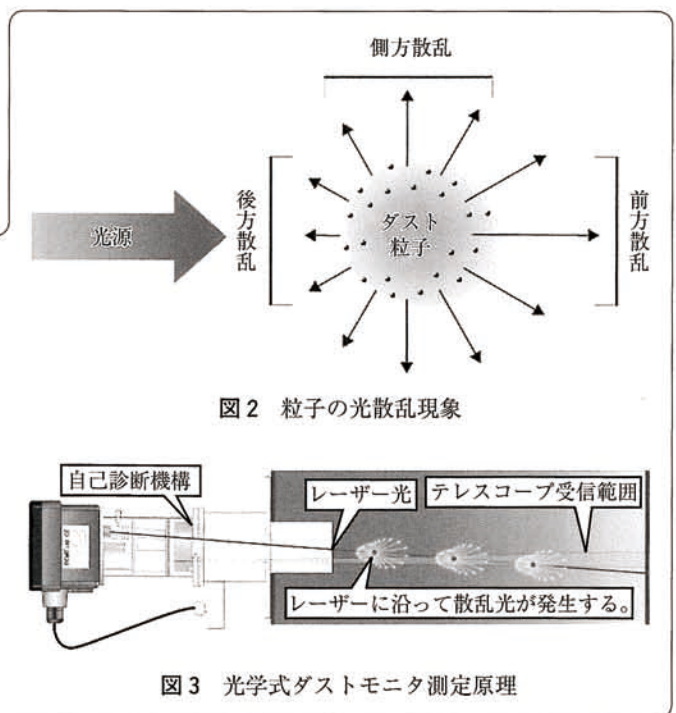 側方散乱
後方散乱
光源
ダスト
粒子
前方散乱
図2 粒子の光散乱現象
自己診断機構
レーザー光
テレスコープ受信範囲
レーザーに沿って散乱光が発生する。
図3 光学式ダストモニタ測定原理